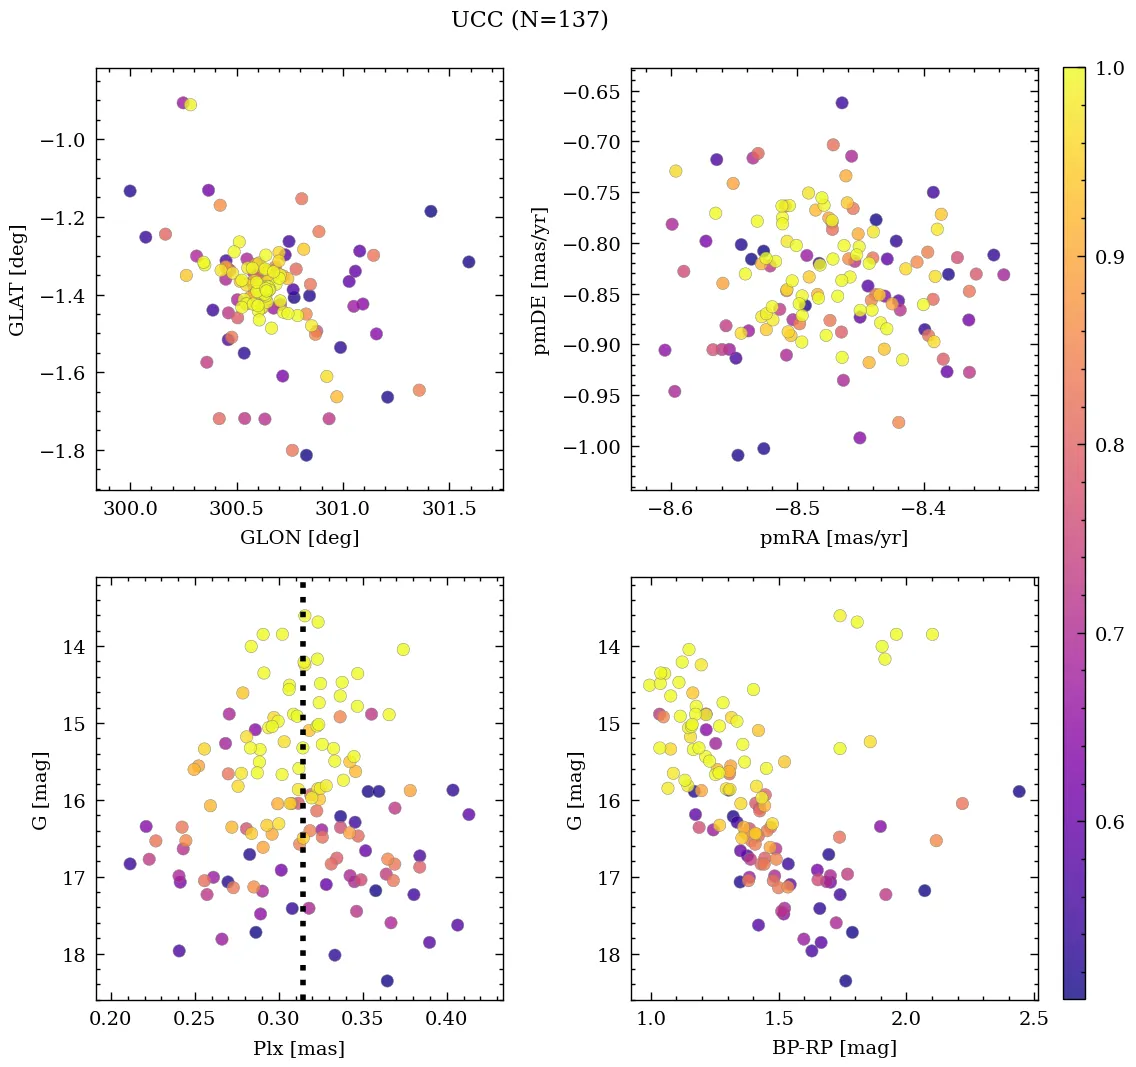 UCC (N=137)
−1.0
−1.2
−1.4
−1.6
−1.8
GLAT [deg]
300.0 300.5 301.0 301.5
GLON [deg]
−0.65
−0.70
−0.75
−0.80
−0.85
−0.90
−0.95
−1.00
pmDE [mas/yr]
−8.6 −8.5 −8.4
pmRA [mas/yr]
14
15
16
17
18
G [mag]
0.20 0.25 0.30 0.35 0.40
Plx [mas]
14
15
16
17
18
G [mag]
1.0 1.5 2.0 2.5
BP-RP [mag]
1.0
0.9
0.8
0.7
0.6